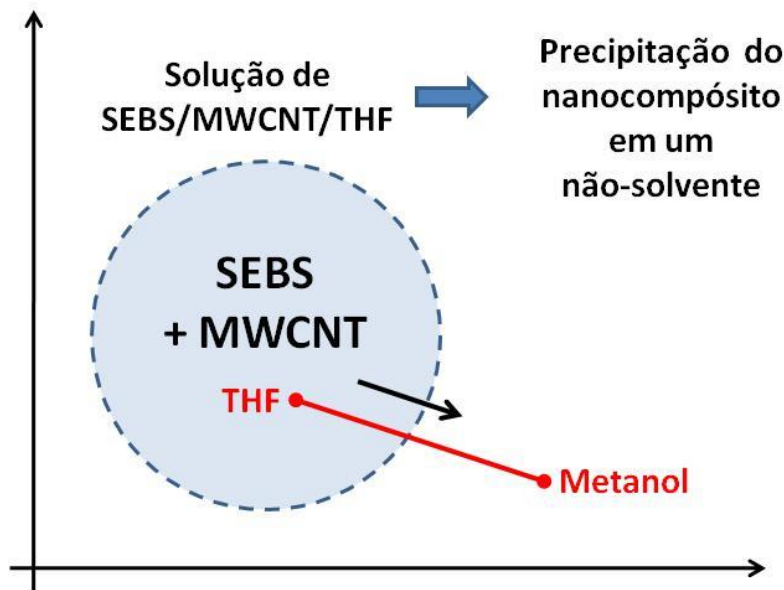 Solução de
SEBS/MWCNT/THF
Precipitação do
nanocompósito
em um
não-solvente
SEBS
+ MWCNT
THF
Metanol